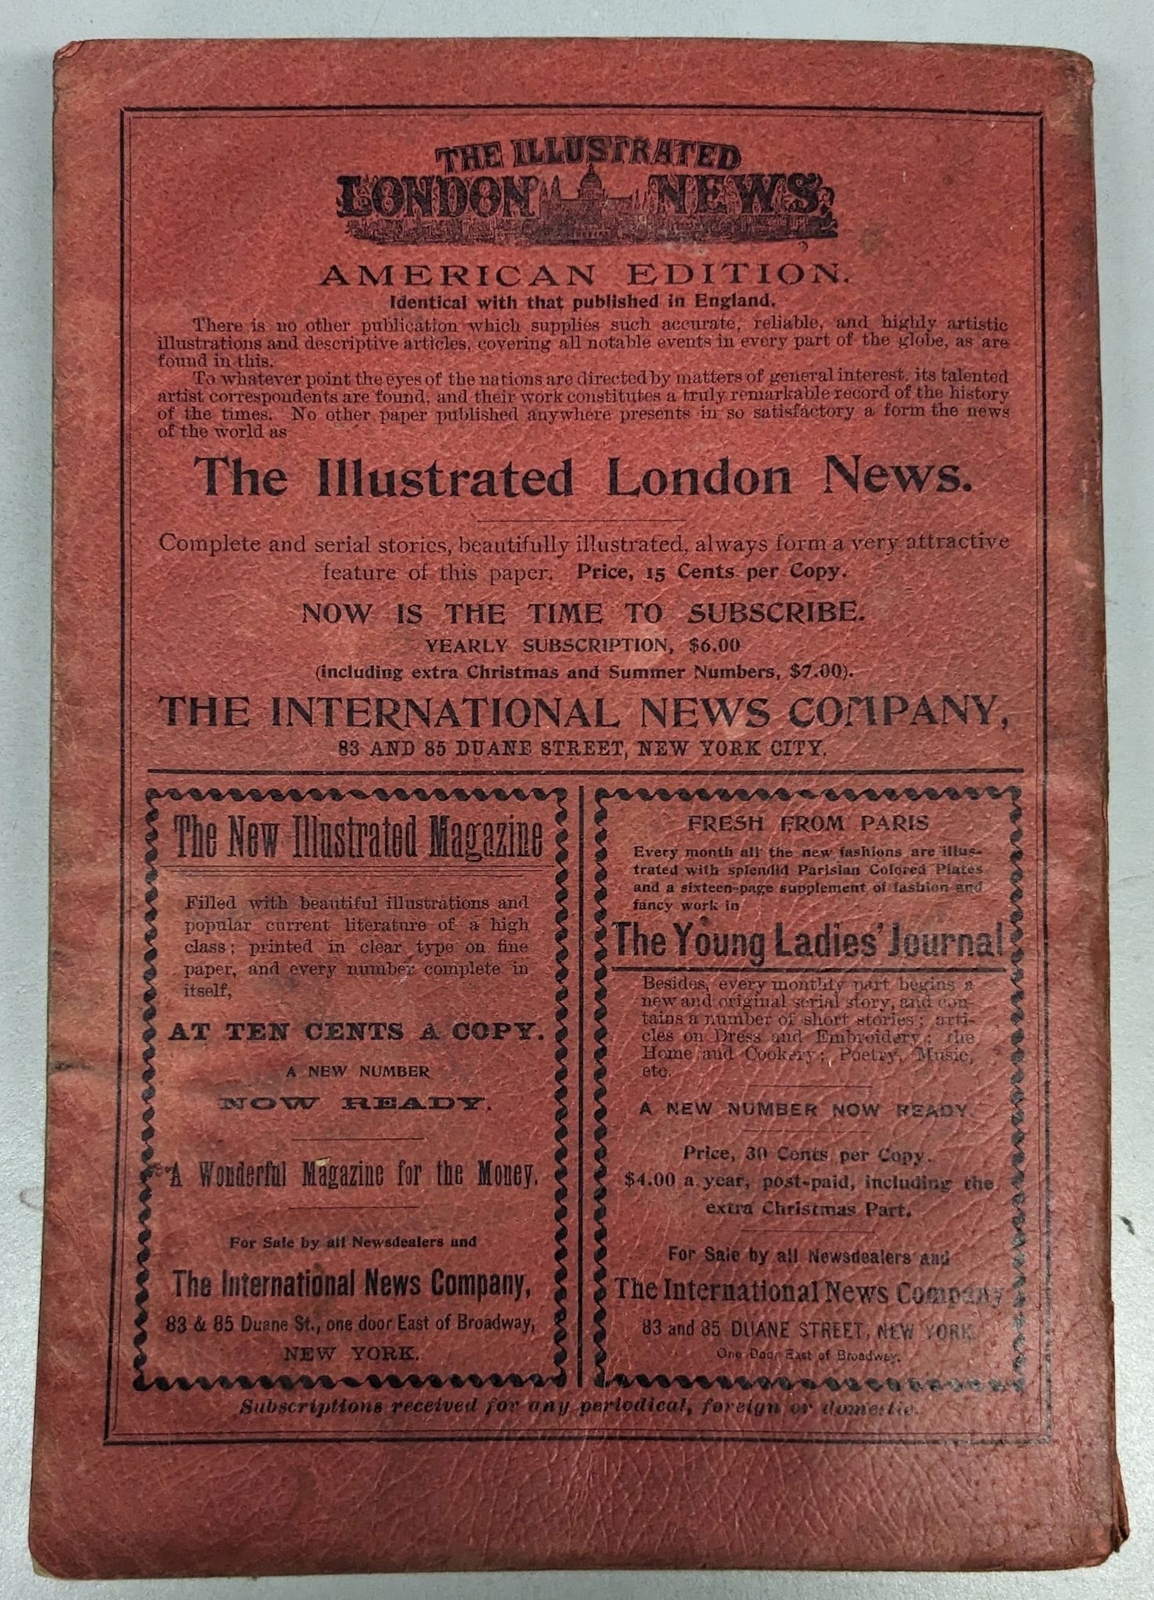 THE ILLUSTRATED
LONDON NEWS,
AMERICAN EDITION.
Identical with that published in England.
There is no other publication which supplies such accurate, reliable, and highly artistic
illustrations and descriptive articles, covering all notable events in every part of the globe, as are
found in this.
To whatever point the eyes of the nations are directed by matters of general interest, its talented
artist correspondents are found, and their work constitutes a truly remarkable record of the history
of the times. No other paper published anywhere presents in so satisfactory a form the news
of the world as
The Illustrated London News.
Complete and serial stories, beautifully illustrated, always form a very attractive
feature of this paper. Price, 15 Cents per Copy.
NOW IS THE TIME TO SUBSCRIBE.
YEARLY SUBSCRIPTION, $6.00
(including extra Christmas and Summer Numbers, $7.00).
THE INTERNATIONAL NEWS COMPANY,
83 AND 85 DUANE STREET, NEW YORK CITY.
The New Illustrated Magazine
Filled with beautiful illustrations and
popular current literature of a high
class; printed in clear type on fine
paper, and every number complete in
itself,
AT TEN CENTS A COPY.
A NEW NUMBER
NOW READY.
A Wonderful Magazine for the Money.
For Sale by all Newsdealers and
The International News Company,
83 & 85 Duane St., one door East of Broadway,
NEW YORK.
FRESH FROM PARIS
Every month all the new fashions are illus-
trated with splendid Parisian Colored Plates
and a sixteen-page supplement of fashion and
fancy work in
The Young Ladies' Journal
Besides, every monthly part begins a
new and original serial story, and con-
tains a number of short stories; arti-
cles on Dress and Embroidery; the
Home and Cookery; Poetry, Music,
etc.
A NEW NUMBER NOW READY.
Price, 30 Cents per Copy.
$4.00 a year, post-paid, including the
extra Christmas Part.
For Sale by all Newsdealers and
The International News Company
83 and 85 DUANE STREET, NEW YORK.
One Door East of Broadway.
Subscriptions received for any periodical, foreign or domestic.